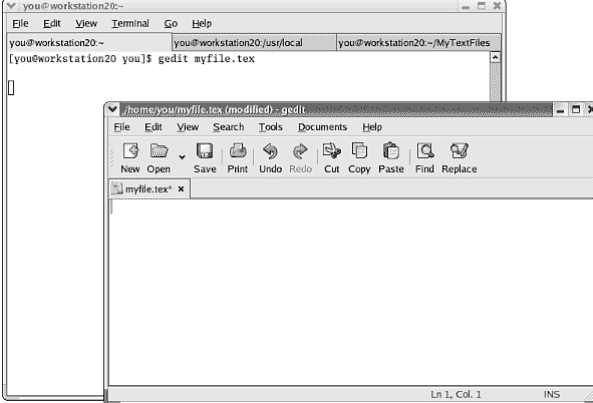 you@workstation20:~
File Edit View Terminal Go Help
you@workstation20:~ you@workstation20:/usr/local you@workstation20:~/MyTextFiles
[you@workstation20 you]$ gedit myfile.tex
/home/you/myfile.tex (modified) - gedit
File Edit View Search Tools Documents Help
New Open Save Print Undo Redo Cut Copy Paste Find Replace
myfile.tex*
Ln 1, Col. 1 INS